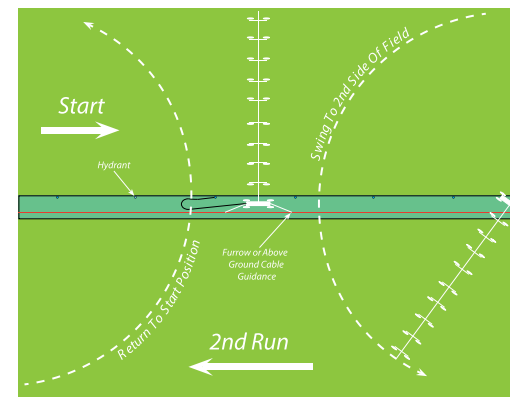 Start
Swing To 2nd Side Of Field
Hydrant
Furrow or Above
Ground Cable
Guidance
Return To Start Position
2nd Run